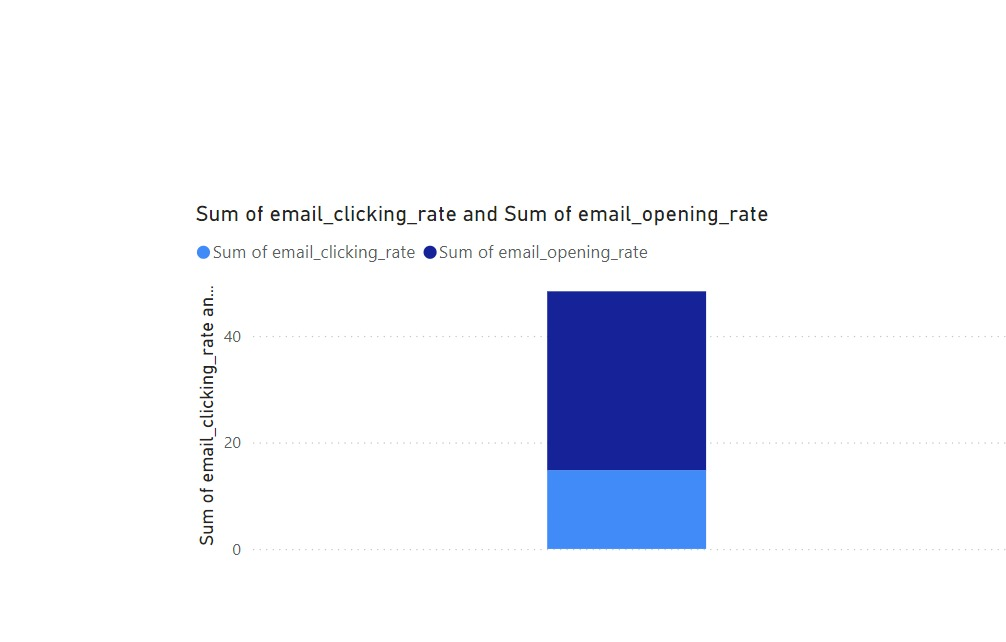 Sum of email_clicking_rate and Sum of email_opening_rate
Sum of email_clicking_rate Sum of email_opening_rate
Sum of email_clicking_rate an...
40
20
0